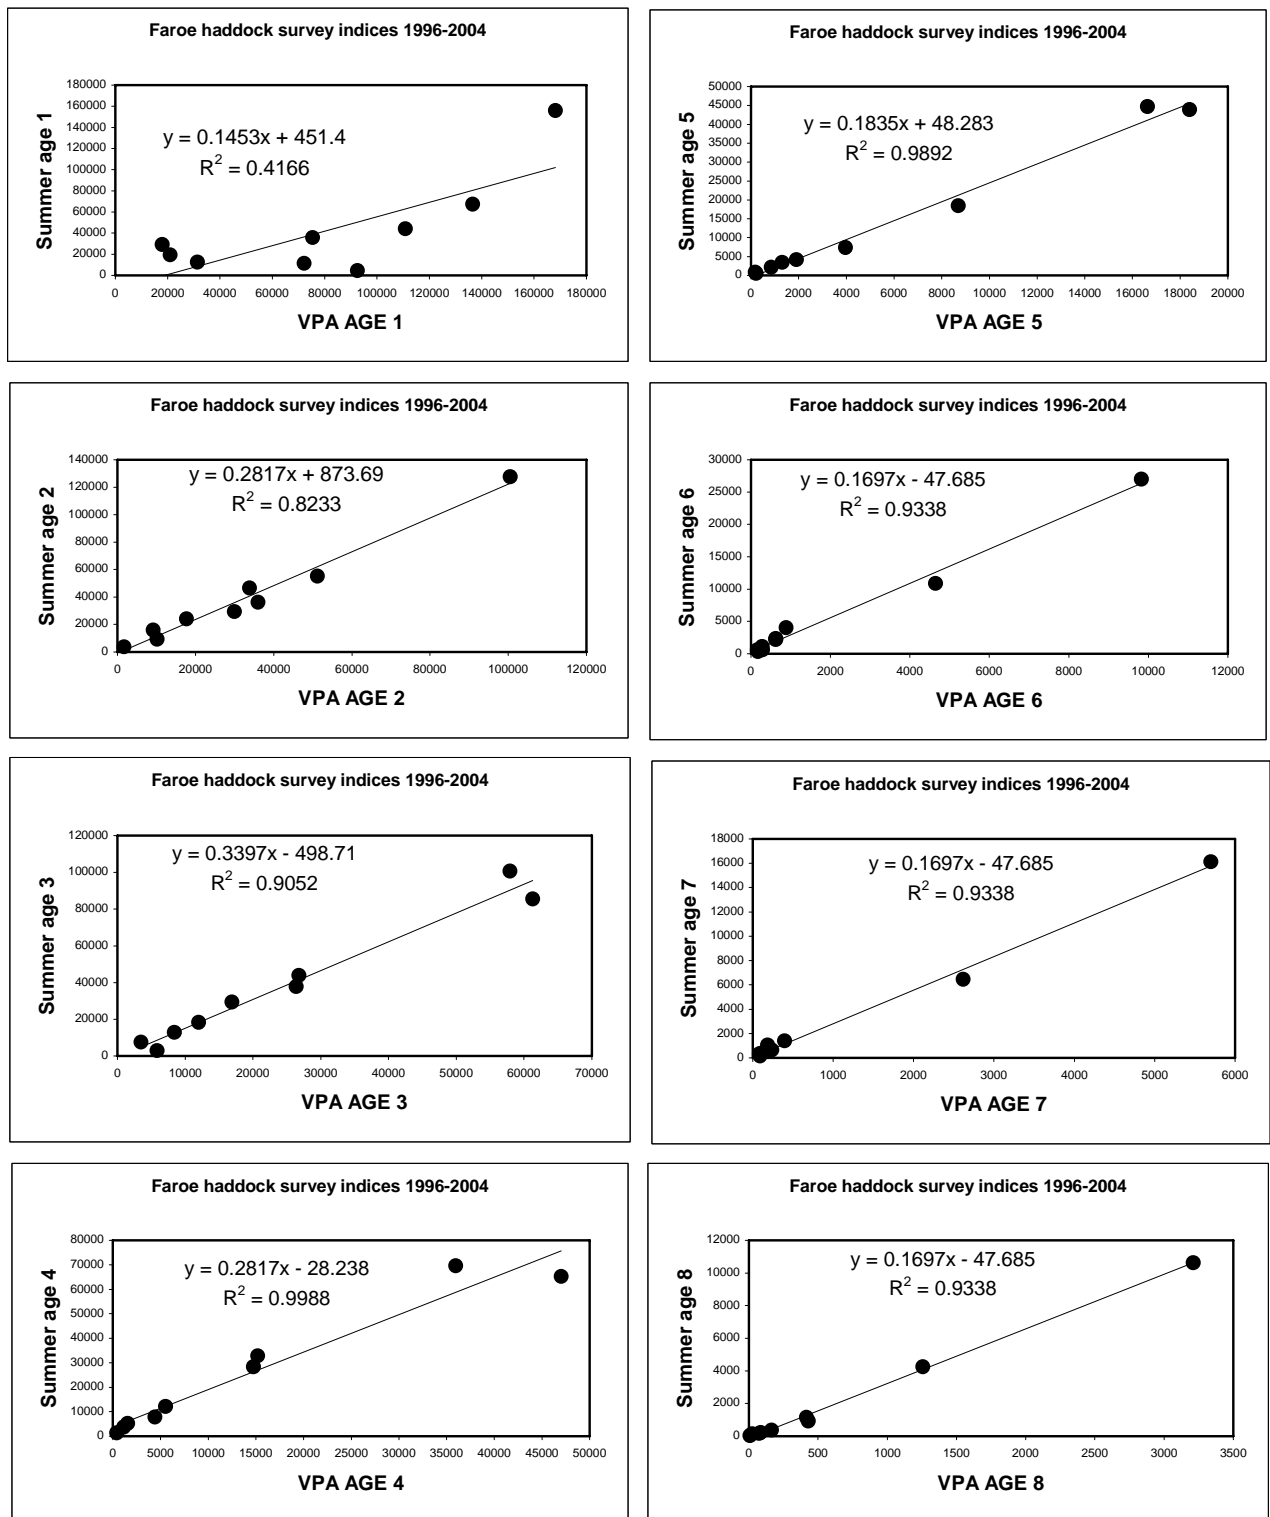 Faroe haddock survey indices 1996-2004
180000
160000
140000
120000
100000
80000
60000
40000
20000
0
Summer age 1
y = 0.1453x + 451.4
R² = 0.4166
0 20000 40000 60000 80000 100000 120000 140000 160000 180000
VPA AGE 1
Faroe haddock survey indices 1996-2004
50000
45000
40000
35000
30000
25000
20000
15000
10000
5000
0
Summer age 5
y = 0.1835x + 48.283
R² = 0.9892
0 2000 4000 6000 8000 10000 12000 14000 16000 18000 20000
VPA AGE 5
Faroe haddock survey indices 1996-2004
140000
120000
100000
80000
60000
40000
20000
0
Summer age 2
y = 0.2817x + 873.69
R² = 0.8233
0 20000 40000 60000 80000 100000 120000
VPA AGE 2
Faroe haddock survey indices 1996-2004
30000
25000
20000
15000
10000
5000
0
Summer age 6
y = 0.1697x - 47.685
R² = 0.9338
0 2000 4000 6000 8000 10000 12000
VPA AGE 6
Faroe haddock survey indices 1996-2004
120000
100000
80000
60000
40000
20000
0
Summer age 3
y = 0.3397x - 498.71
R² = 0.9052
0 10000 20000 30000 40000 50000 60000 70000
VPA AGE 3
Faroe haddock survey indices 1996-2004
18000
16000
14000
12000
10000
8000
6000
4000
2000
0
Summer age 7
y = 0.1697x - 47.685
R² = 0.9338
0 1000 2000 3000 4000 5000 6000
VPA AGE 7
Faroe haddock survey indices 1996-2004
80000
70000
60000
50000
40000
30000
20000
10000
0
Summer age 4
y = 0.2817x - 28.238
R² = 0.9988
0 5000 10000 15000 20000 25000 30000 35000 40000 45000 50000
VPA AGE 4
Faroe haddock survey indices 1996-2004
12000
10000
8000
6000
4000
2000
0
Summer age 8
y = 0.1697x - 47.685
R² = 0.9338
0 500 1000 1500 2000 2500 3000 3500
VPA AGE 8